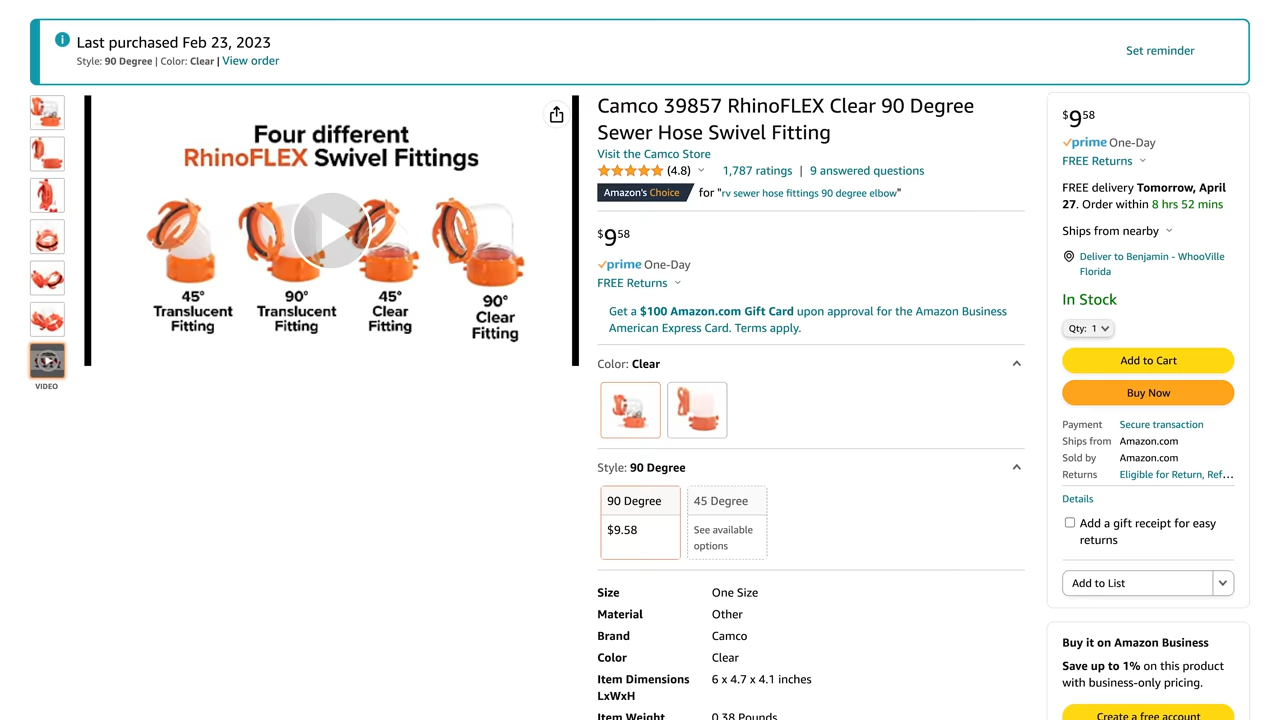 Last purchased Feb 23, 2023
Style: 90 Degree | Color: Clear | View order
Set reminder
VIDEO
Four different
RhinoFLEX Swivel Fittings
45°
Translucent
Fitting
90°
Translucent
Fitting
45°
Clear
Fitting
90°
Clear
Fitting
Camco 39857 RhinoFLEX Clear 90 Degree
Sewer Hose Swivel Fitting
Visit the Camco Store
(4.8) 1,787 ratings | 9 answered questions
Amazon's Choice for "rv sewer hose fittings 90 degree elbow"
$9 58
prime One-Day
FREE Returns
Get a $100 Amazon.com Gift Card upon approval for the Amazon Business
American Express Card. Terms apply.
Color: Clear
Style: 90 Degree
90 Degree
$9.58
45 Degree
See available
options
Size One Size
Material Other
Brand Camco
Color Clear
Item Dimensions 6 x 4.7 x 4.1 inches
LxWxH
Item Weight 0.38 Pounds
$9 58
prime One-Day
FREE Returns
FREE delivery Tomorrow, April
27. Order within 8 hrs 52 mins
Ships from nearby
Deliver to Benjamin - WhooVille
Florida
In Stock
Qty: 1
Add to Cart
Buy Now
Payment Secure transaction
Ships from Amazon.com
Sold by Amazon.com
Returns Eligible for Return, Ref...
Details
Add a gift receipt for easy
returns
Add to List
Buy it on Amazon Business
Save up to 1% on this product
with business-only pricing.
Create a free account